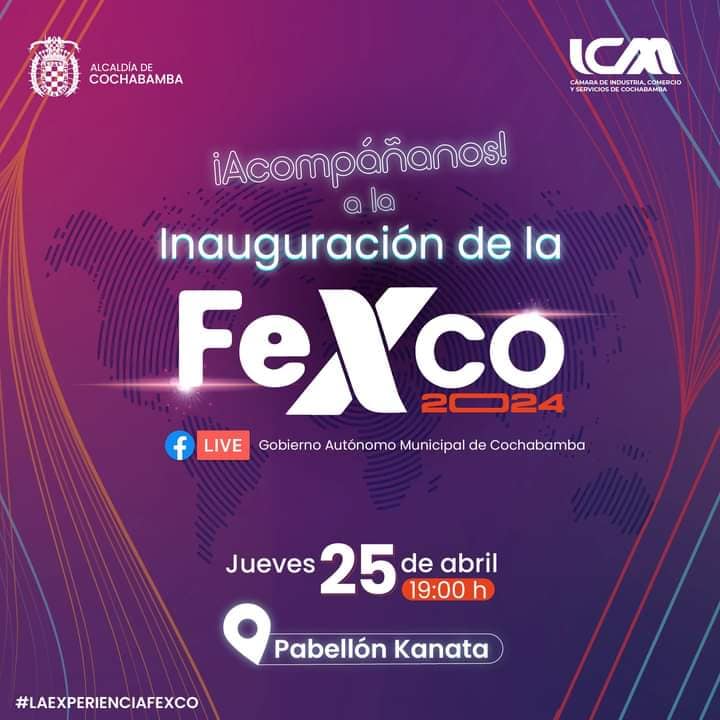 ALCALDÍA DE
COCHABAMBA
ICAM
CÁMARA DE INDUSTRIA, COMERCIO
Y SERVICIOS DE COCHABAMBA
¡Acompáñanos!
a la
Inauguración de la
FeXco
2024
LIVE Gobierno Autónomo Municipal de Cochabamba
Jueves 25 de abril
19:00 h
Pabellón Kanata
#LAEXPERIENCIAFEXCO